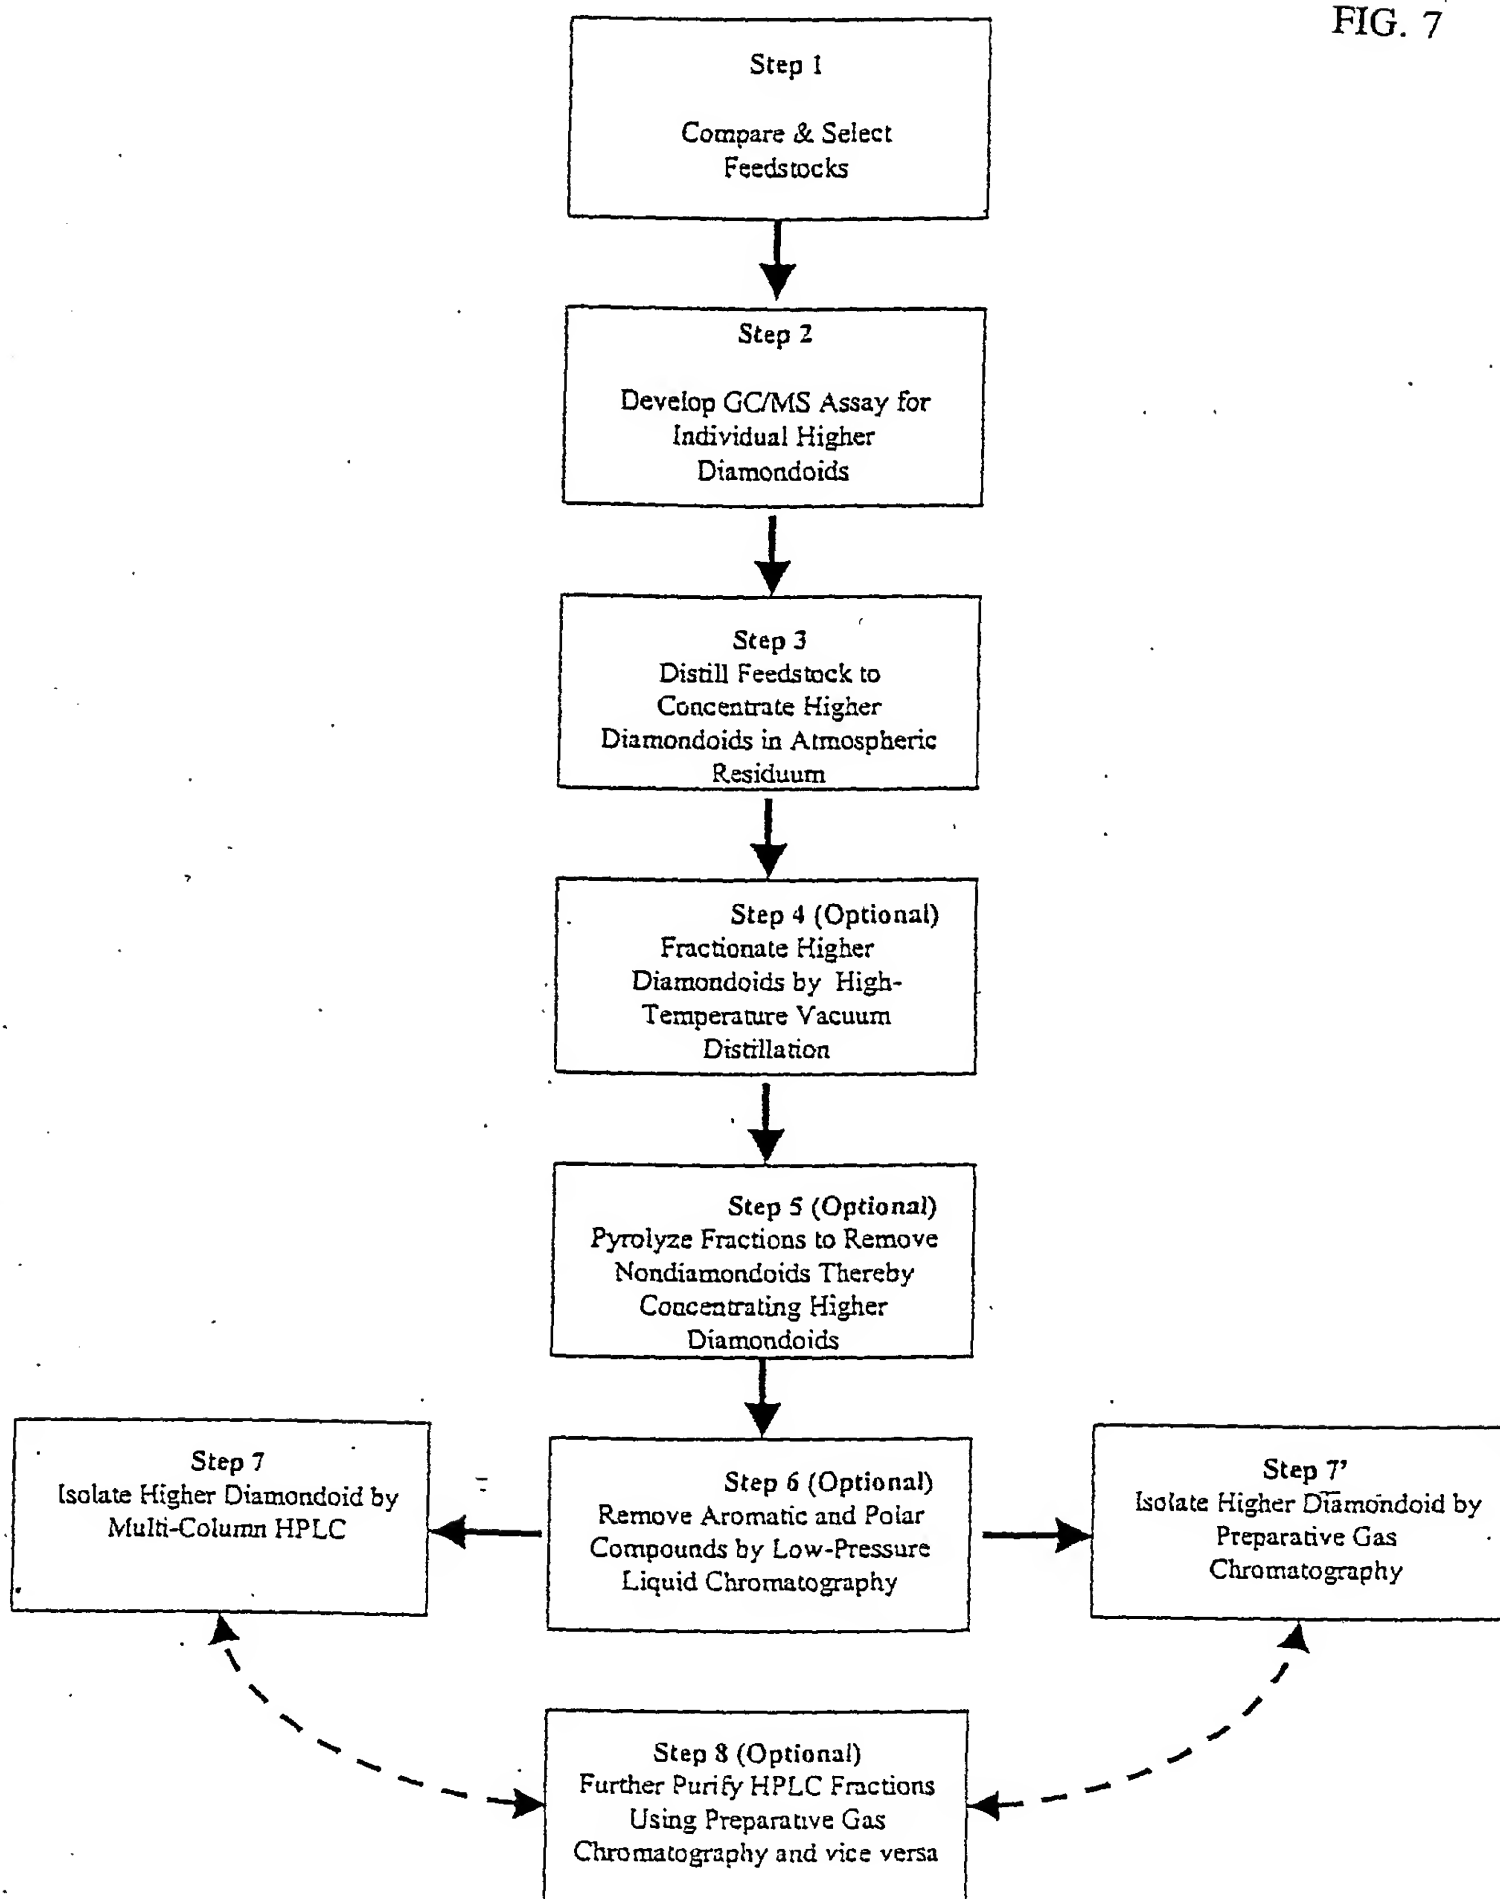 FIG. 7
Step 1
Compare & Select
Feedstocks
Step 2
Develop GC/MS Assay for
Individual Higher
Diamondoids
Step 3
Distill Feedstock to
Concentrate Higher
Diamondoids in Atmospheric
Residuum
Step 4 (Optional)
Fractionate Higher
Diamondoids by High-
Temperature Vacuum
Distillation
Step 5 (Optional)
Pyrolyze Fractions to Remove
Nondiamondoids Thereby
Concentrating Higher
Diamondoids
Step 7
Isolate Higher Diamondoid by
Multi-Column HPLC
Step 6 (Optional)
Remove Aromatic and Polar
Compounds by Low-Pressure
Liquid Chromatography
Step 7’
Isolate Higher Diamondoid by
Preparative Gas
Chromatography
Step 8 (Optional)
Further Purify HPLC Fractions
Using Preparative Gas
Chromatography and vice versa